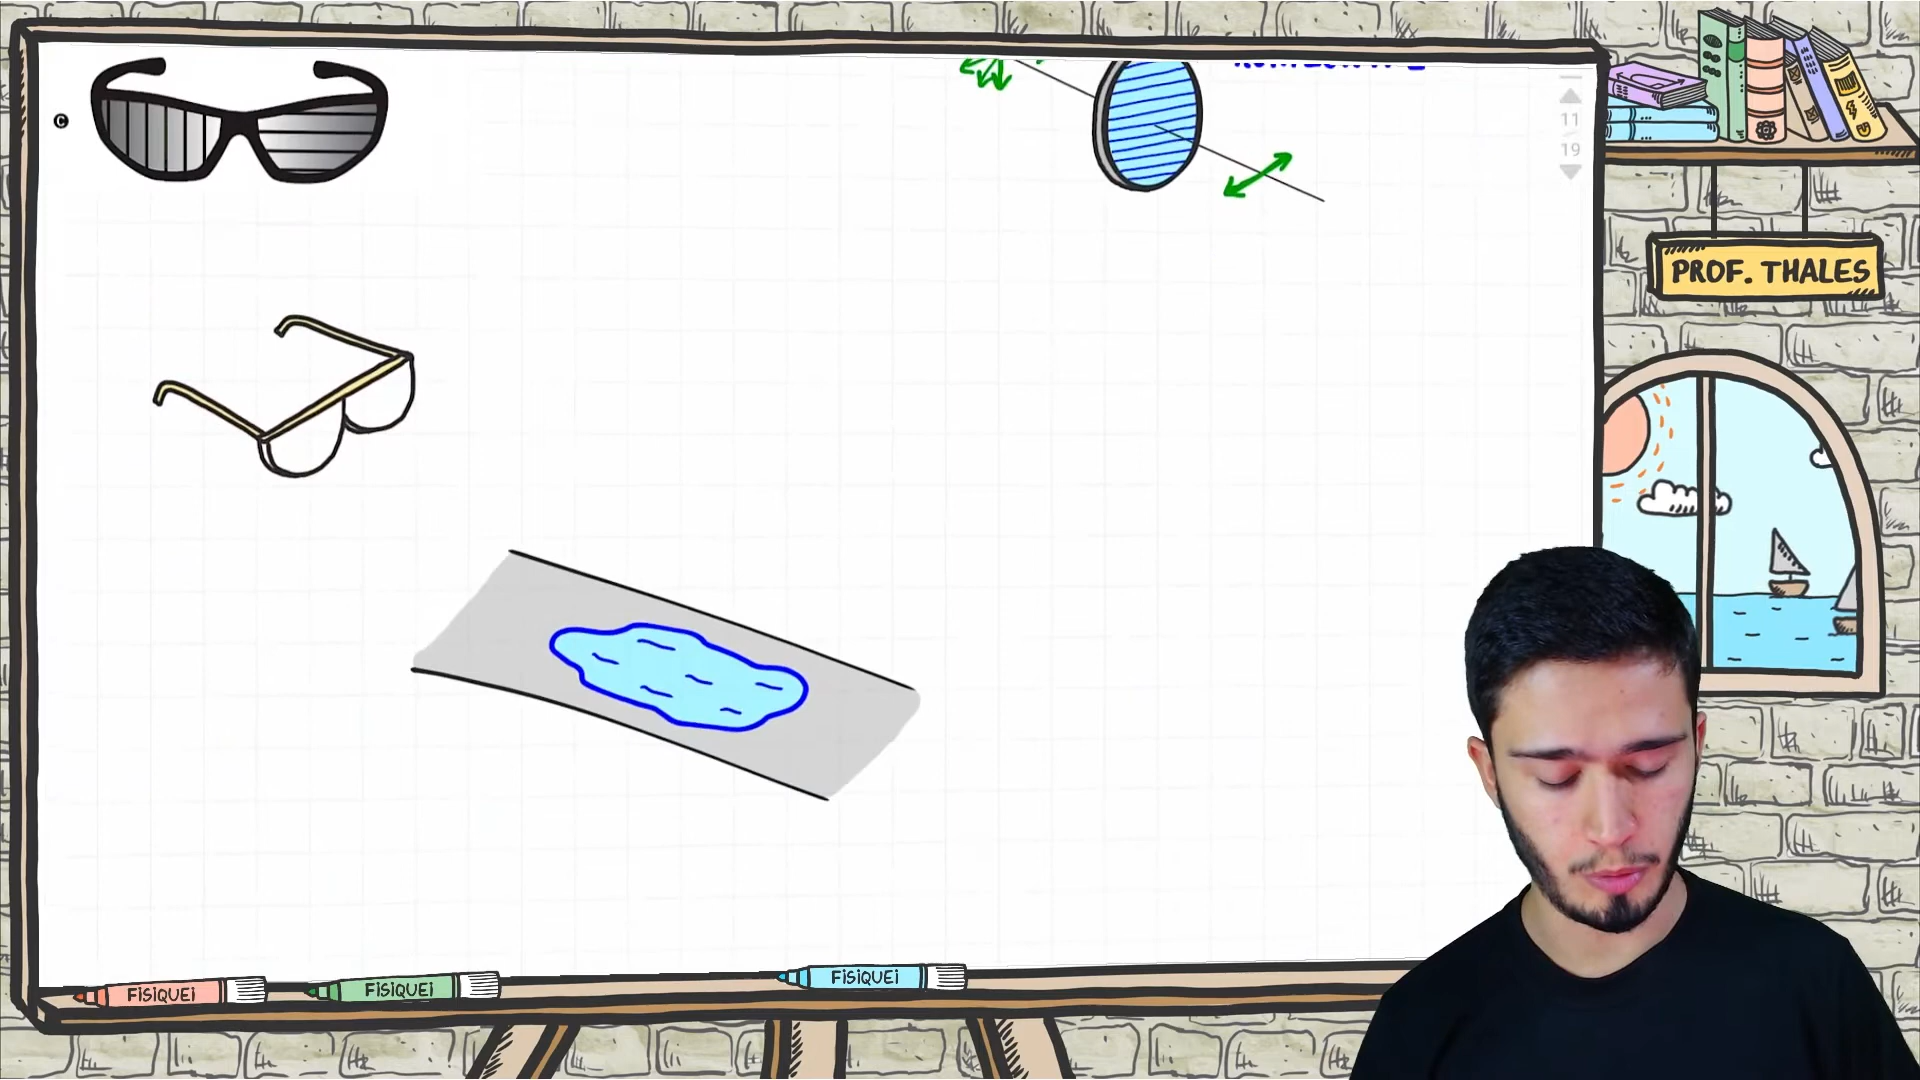 C
11
19
PROF. THALES
FISIQUEI
FISIQUEI
FISIQUEI